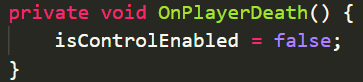 private void OnPlayerDeath() {
    isControlEnabled = false;
}